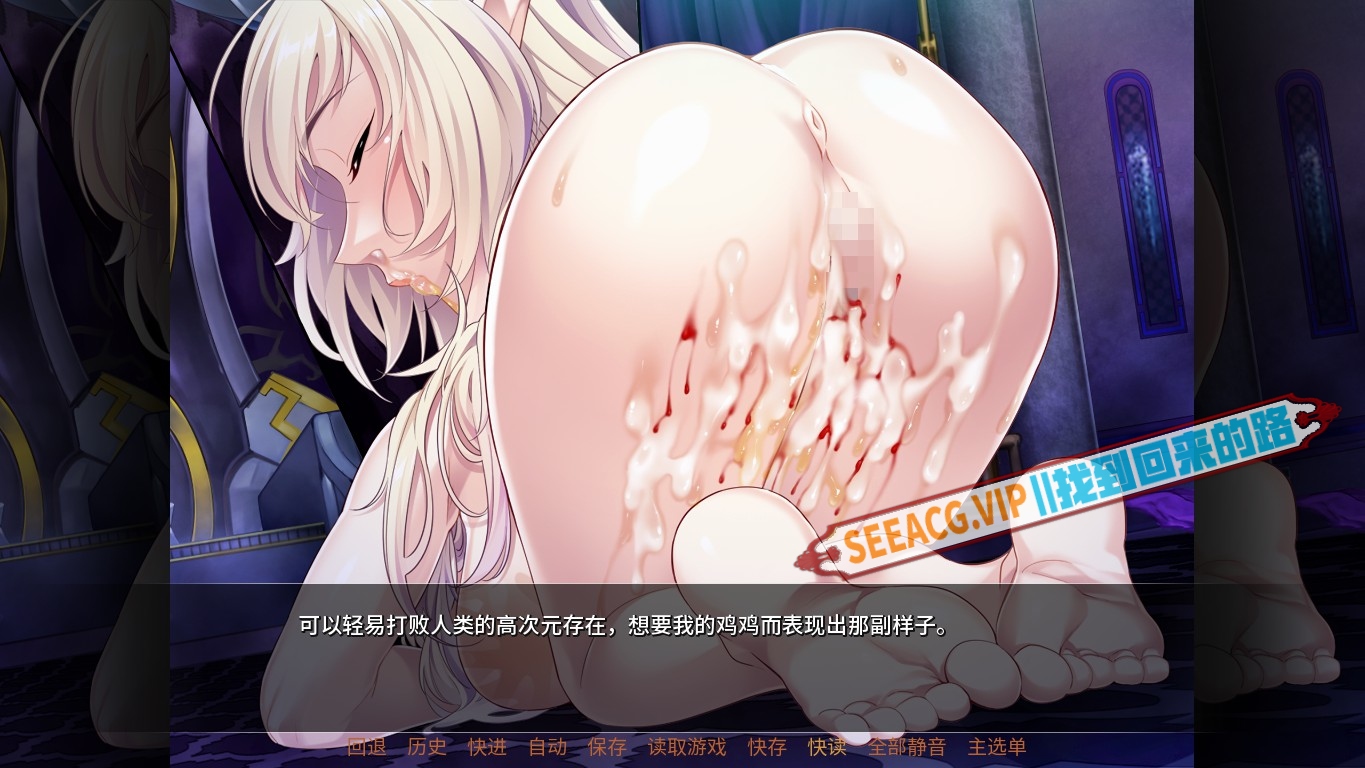 SEEACG.VIP ||找到回来的路
可以轻易打败人类的高次元存在，想要我的鸡鸡而表现出那副样子。
回退 历史 快进 自动 保存 读取游戏 快存 快读 全部静音 主选单